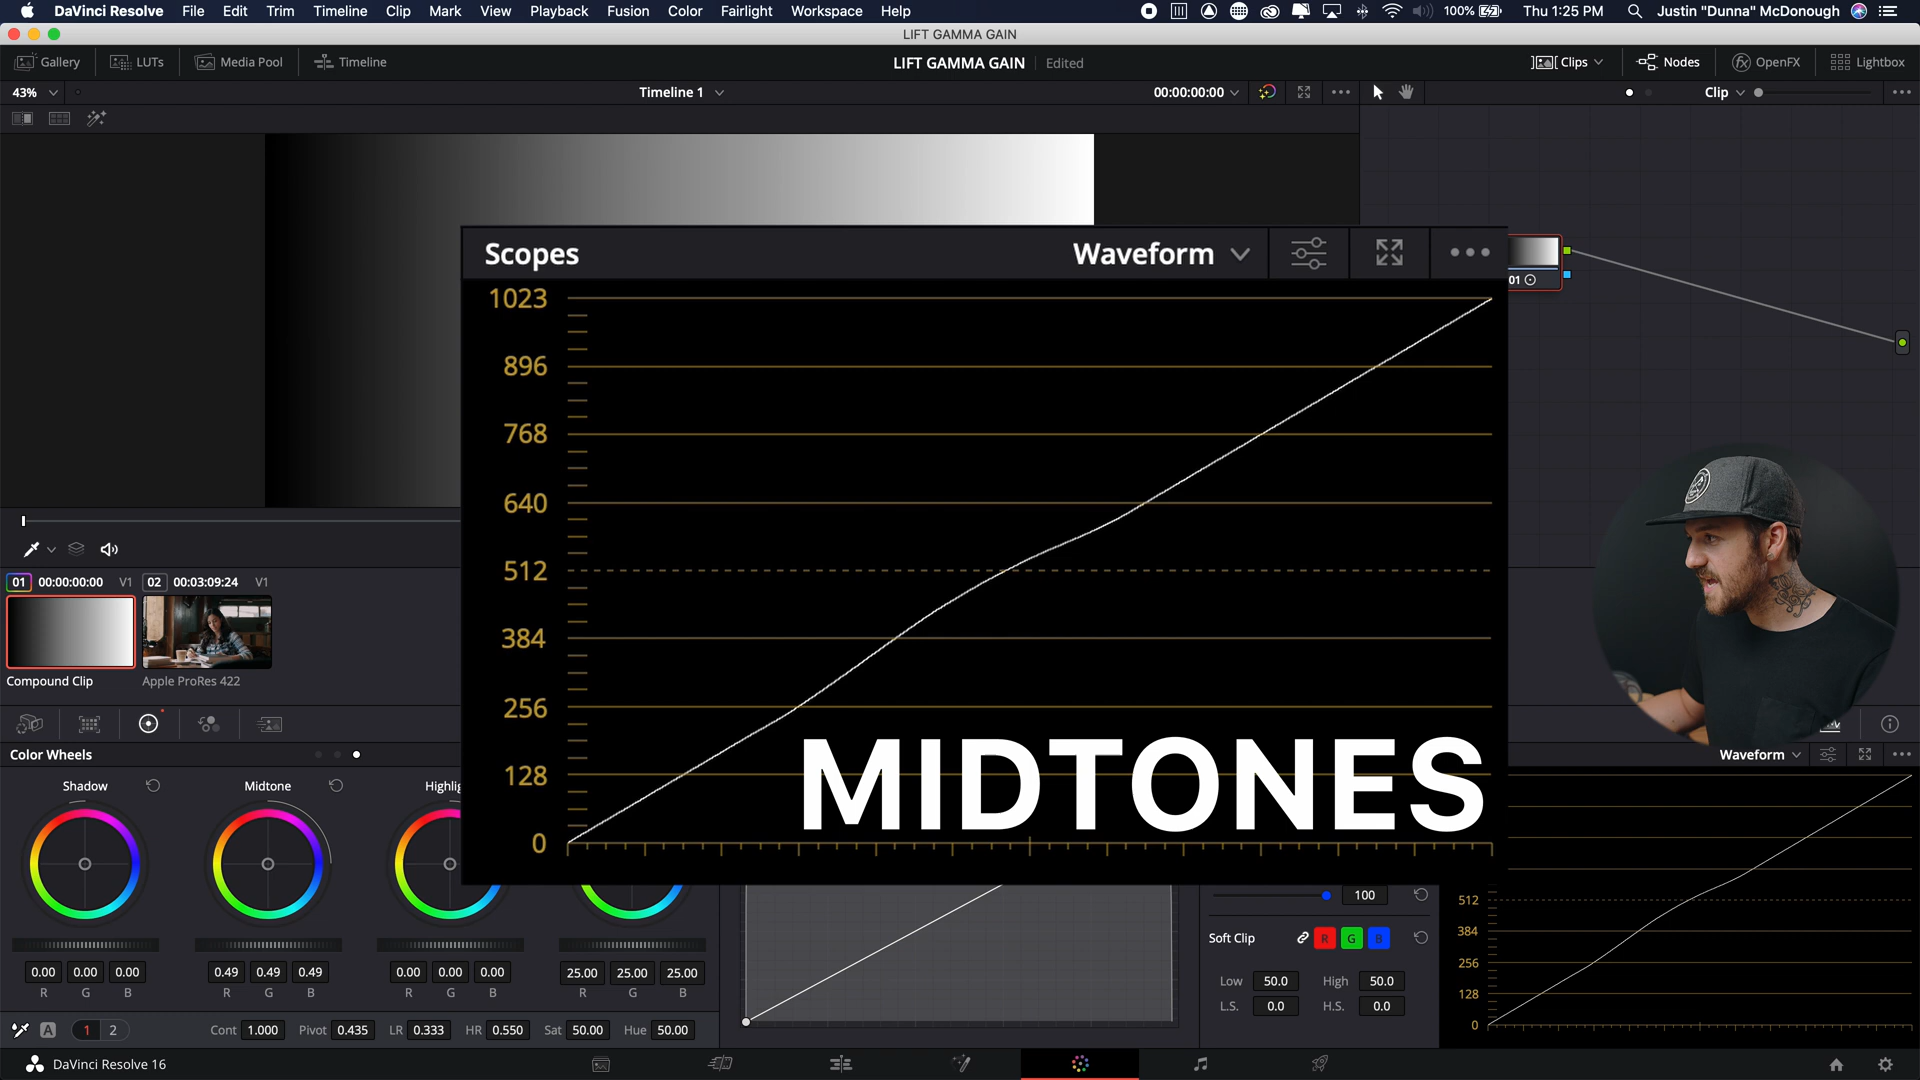 DaVinci Resolve File Edit Trim Timeline Clip Mark View Playback Fusion Color Fairlight Workspace Help 100% Thu 1:25 PM Justin "Dunna" McDonough
LIFT GAMMA GAIN
Gallery LUTs Media Pool Timeline LIFT GAMMA GAIN Edited Clips Nodes OpenFX Lightbox
43% Timeline 1 00:00:00:00 Clip
Scopes Waveform
01
1023
896
768
640
512
384
256
128
0
MIDTONES
01 00:00:00:00 V1 02 00:03:09:24 V1
Compound Clip Apple ProRes 422
Color Wheels
Waveform
Shadow Midtone Highlig
100
512
384
256
128
0
Soft Clip R G B
0.00 0.00 0.00 0.49 0.49 0.49 0.00 0.00 0.00 25.00 25.00 25.00
R G B R G B R G B R G B
Low 50.0 High 50.0
L.S. 0.0 H.S. 0.0
A 1 2 Cont 1.000 Pivot 0.435 LR 0.333 HR 0.550 Sat 50.00 Hue 50.00
DaVinci Resolve 16